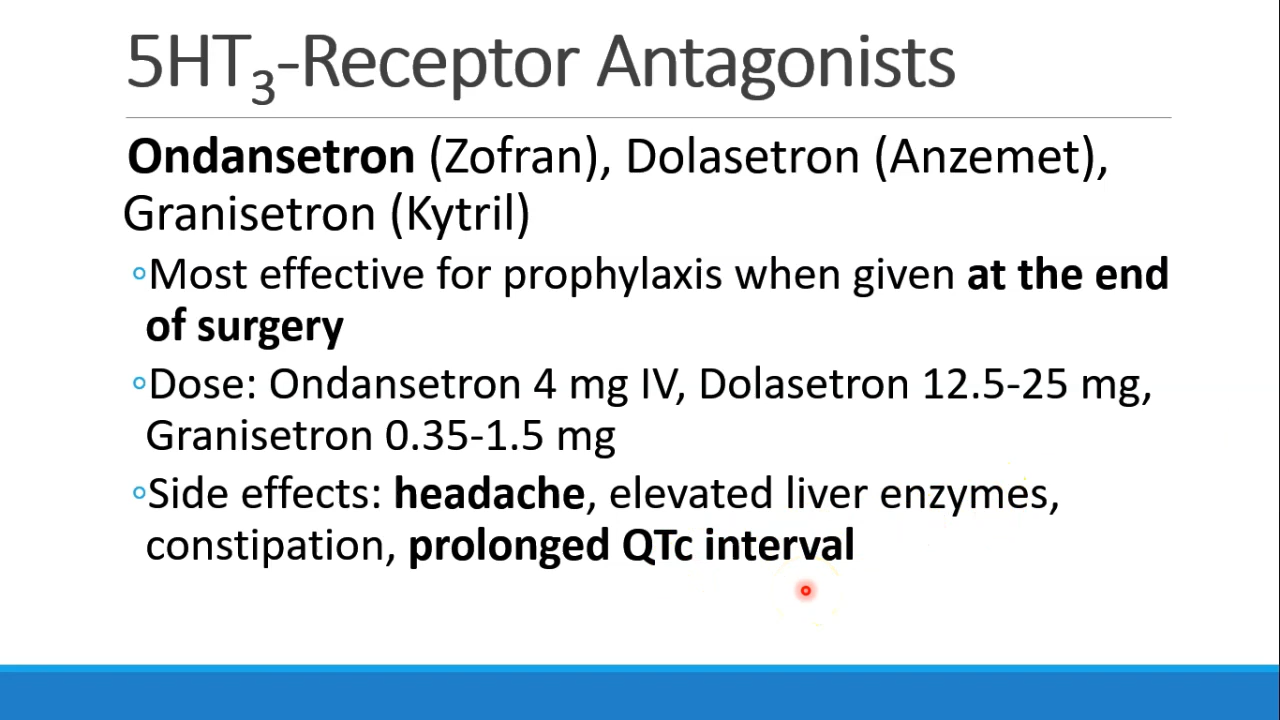 5HT₃-Receptor Antagonists
Ondansetron (Zofran), Dolasetron (Anzemet),
Granisetron (Kytril)
◦Most effective for prophylaxis when given at the end
of surgery
◦Dose: Ondansetron 4 mg IV, Dolasetron 12.5-25 mg,
Granisetron 0.35-1.5 mg
◦Side effects: headache, elevated liver enzymes,
constipation, prolonged QTc interval